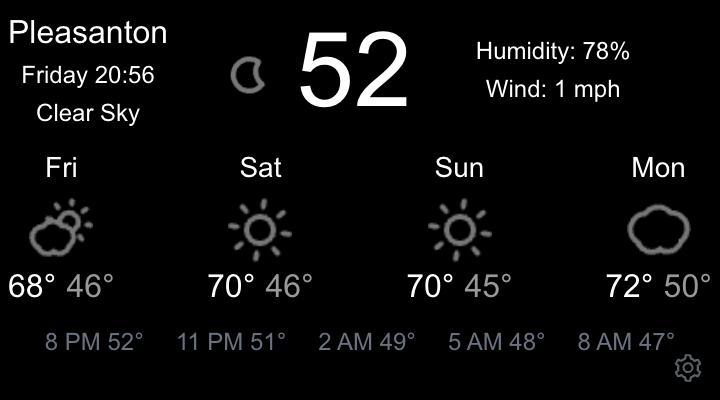 Pleasanton
Friday 20:56
Clear Sky
52
Humidity: 78%
Wind: 1 mph
Fri
Sat
Sun
Mon
68° 46°
70° 46°
70° 45°
72° 50°
8 PM 52°
11 PM 51°
2 AM 49°
5 AM 48°
8 AM 47°